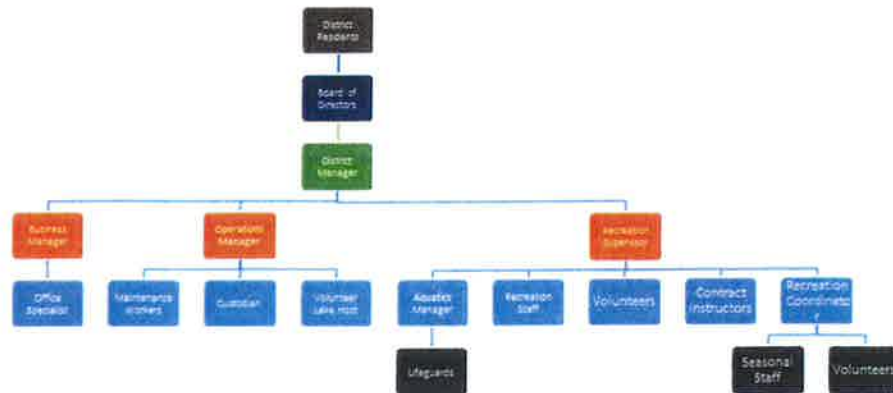 District
Residents
Board of
Directors
District
Manager
Business
Manager
Operations
Manager
Recreation
Supervisor
Office
Specialist
Maintenance
workers
Custodian
Volunteer
Lake Host
Aquatics
Manager
Recreation
Staff
Volunteers
Contract
Instructors
Recreation
Coordinato
r
Lifeguards
Seasonal
Staff
Volunteers